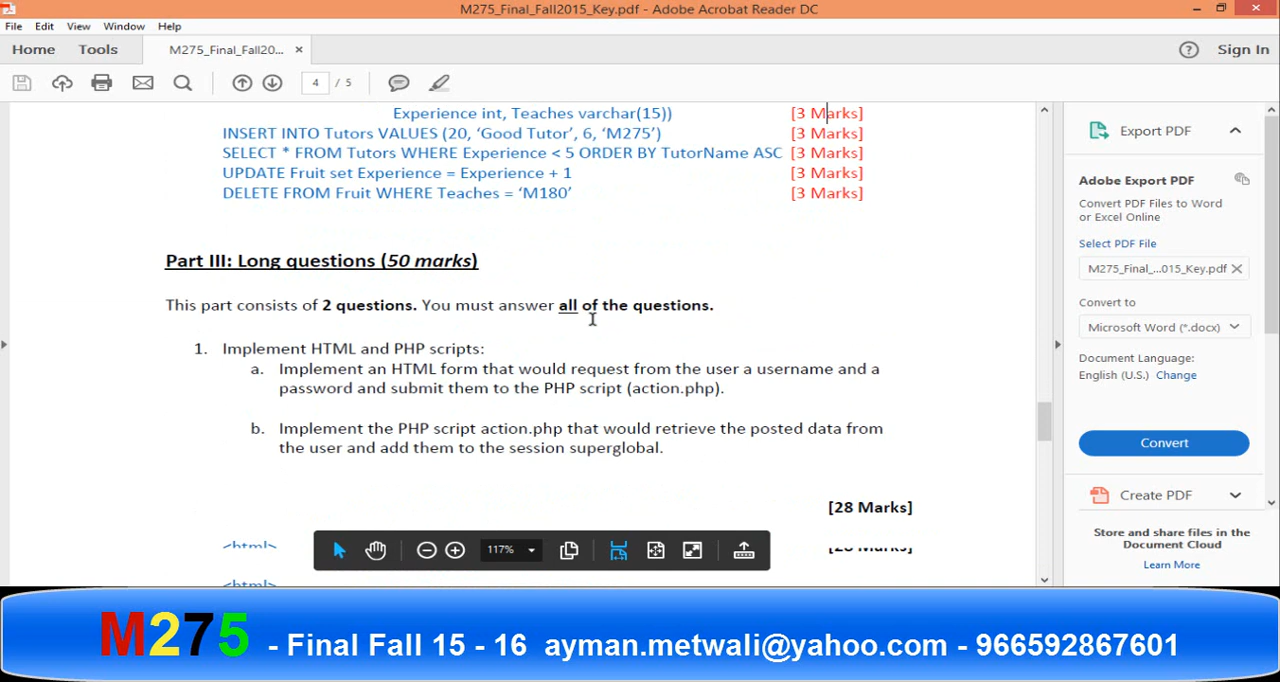 M275_Final_Fall2015_Key.pdf - Adobe Acrobat Reader DC
File Edit View Window Help
Home Tools M275_Final_Fall20... × ? Sign In
4 / 5
Experience int, Teaches varchar(15)) [3 Marks]
INSERT INTO Tutors VALUES (20, ‘Good Tutor’, 6, ‘M275’) [3 Marks]
SELECT * FROM Tutors WHERE Experience < 5 ORDER BY TutorName ASC [3 Marks]
UPDATE Fruit set Experience = Experience + 1 [3 Marks]
DELETE FROM Fruit WHERE Teaches = ‘M180’ [3 Marks]
Part III: Long questions (50 marks)
This part consists of 2 questions. You must answer all of the questions.
1. Implement HTML and PHP scripts:
a. Implement an HTML form that would request from the user a username and a
password and submit them to the PHP script (action.php).
b. Implement the PHP script action.php that would retrieve the posted data from
the user and add them to the session superglobal.
[28 Marks]
<html>
[28 Marks]
<html>
117%
Export PDF
Adobe Export PDF
Convert PDF Files to Word
or Excel Online
Select PDF File
M275_Final_...015_Key.pdf ×
Convert to
Microsoft Word (*.docx)
Document Language:
English (U.S.) Change
Convert
Create PDF
Store and share files in the
Document Cloud
Learn More
M275 - Final Fall 15 - 16 ayman.metwali@yahoo.com - 966592867601